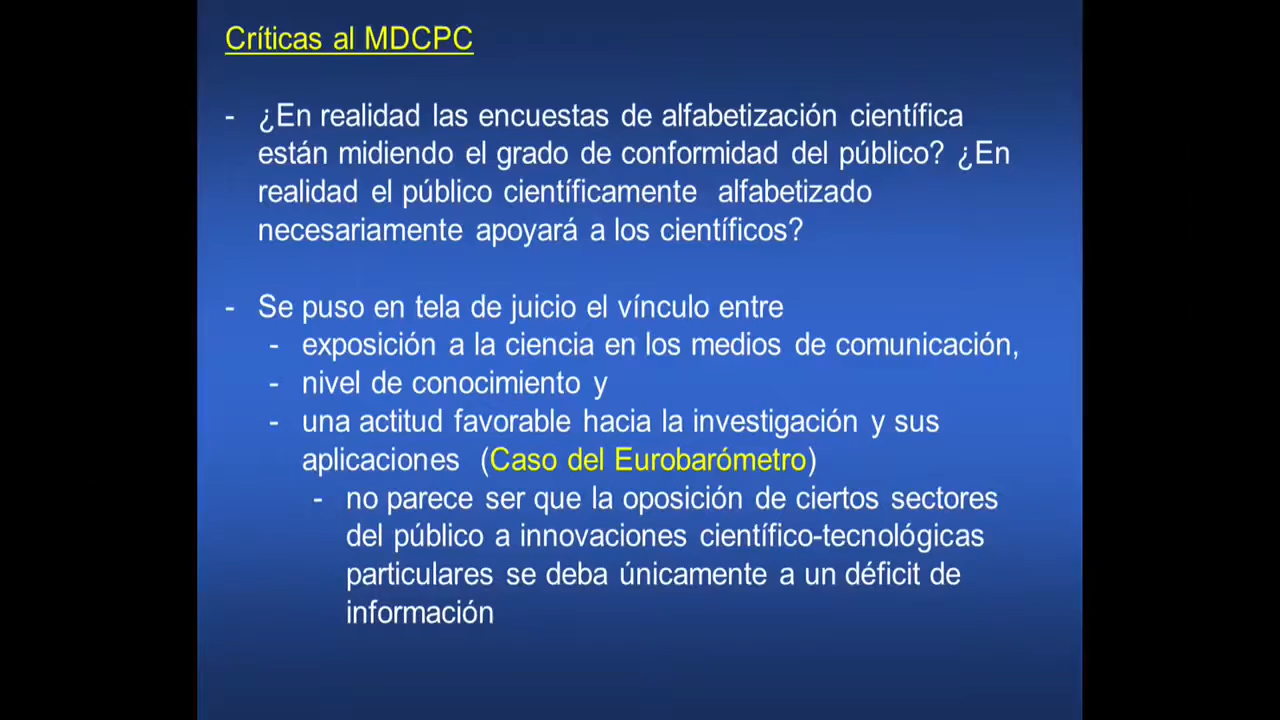 Críticas al MDCPC
- ¿En realidad las encuestas de alfabetización científica
están midiendo el grado de conformidad del público? ¿En
realidad el público científicamente alfabetizado
necesariamente apoyará a los científicos?
- Se puso en tela de juicio el vínculo entre
- exposición a la ciencia en los medios de comunicación,
- nivel de conocimiento y
- una actitud favorable hacia la investigación y sus
aplicaciones (Caso del Eurobarómetro)
- no parece ser que la oposición de ciertos sectores
del público a innovaciones científico-tecnológicas
particulares se deba únicamente a un déficit de
información